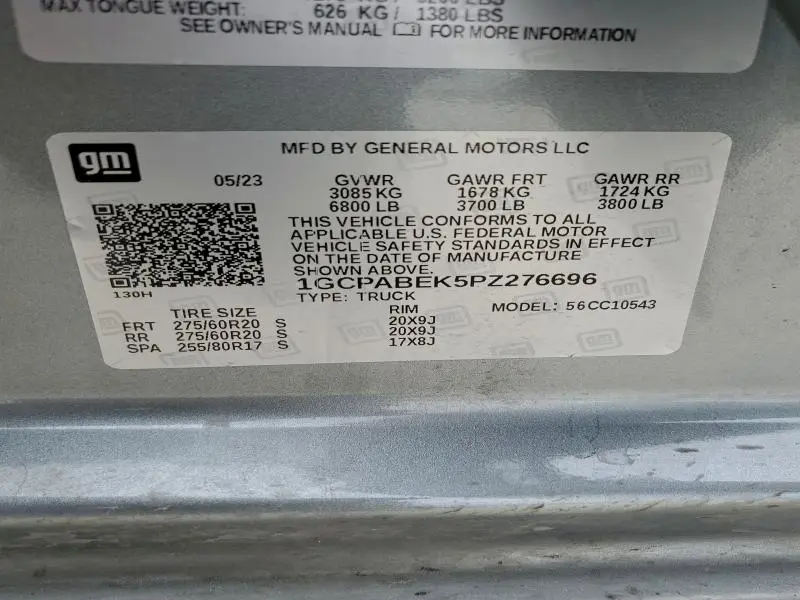 MAX TONGUE WEIGHT: 626 KG/ 1380 LBS
SEE OWNER'S MANUAL FOR MORE INFORMATION
gm
MFD BY GENERAL MOTORS LLC
05/23 GVWR GAWR FRT GAWR RR
3085 KG 1678 KG 1724 KG
6800 LB 3700 LB 3800 LB
THIS VEHICLE CONFORMS TO ALL
APPLICABLE U.S. FEDERAL MOTOR
VEHICLE SAFETY STANDARDS IN EFFECT
ON THE DATE OF MANUFACTURE
SHOWN ABOVE.
1GCPABEK5PZ276696
130H
TYPE: TRUCK MODEL: 56CC10543
TIRE SIZE RIM
FRT 275/60R20 S 20X9J
RR 275/60R20 S 20X9J
SPA 255/80R17 S 17X8J